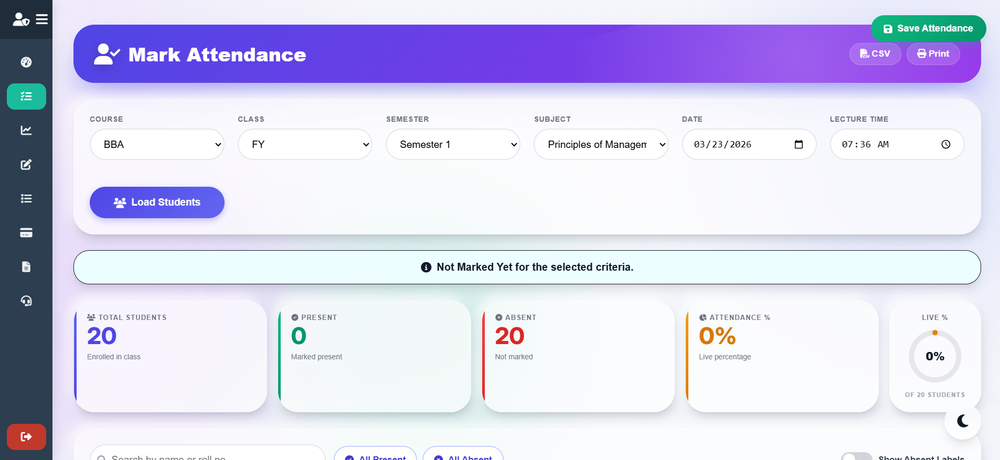 Save Attendance
Mark Attendance
CSV
Print
COURSE
CLASS
SEMESTER
SUBJECT
DATE
LECTURE TIME
BBA
FY
Semester 1
Principles of Managem
03/23/2026
07:36 AM
Load Students
Not Marked Yet for the selected criteria.
TOTAL STUDENTS
20
Enrolled in class
PRESENT
0
Marked present
ABSENT
20
Not marked
ATTENDANCE %
0%
Live percentage
LIVE %
0%
OF 20 STUDENTS
Search by name or roll no
All Present
All Absent
Show Absent Labels